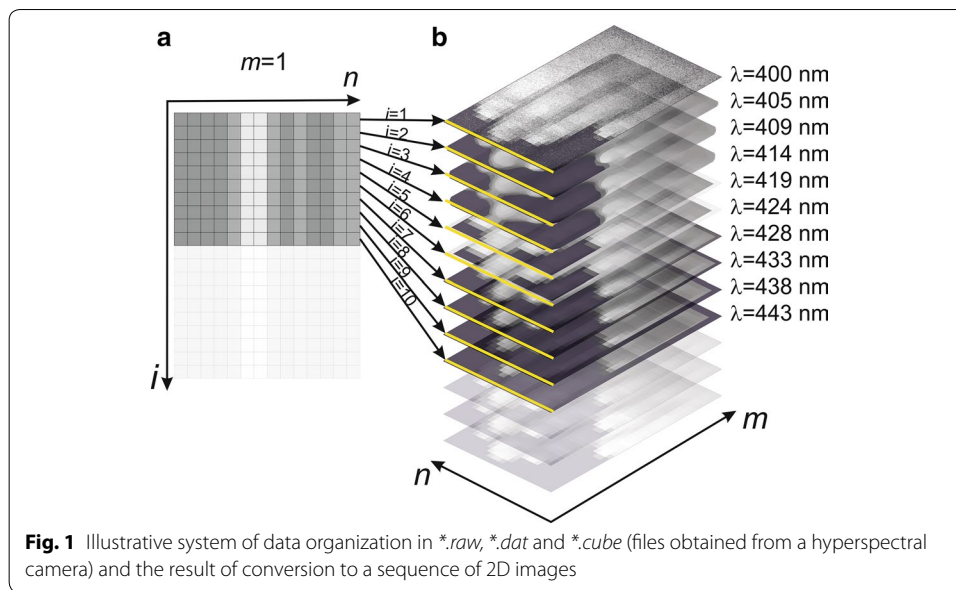 a
b
m=1
n
i
i=1
i=2
i=3
i=4
i=5
i=6
i=7
i=8
i=9
i=10
λ=400 nm
λ=405 nm
λ=409 nm
λ=414 nm
λ=419 nm
λ=424 nm
λ=428 nm
λ=433 nm
λ=438 nm
λ=443 nm
n
m
Fig. 1 Illustrative system of data organization in *.raw, *.dat and *.cube (files obtained from a hyperspectral
camera) and the result of conversion to a sequence of 2D images